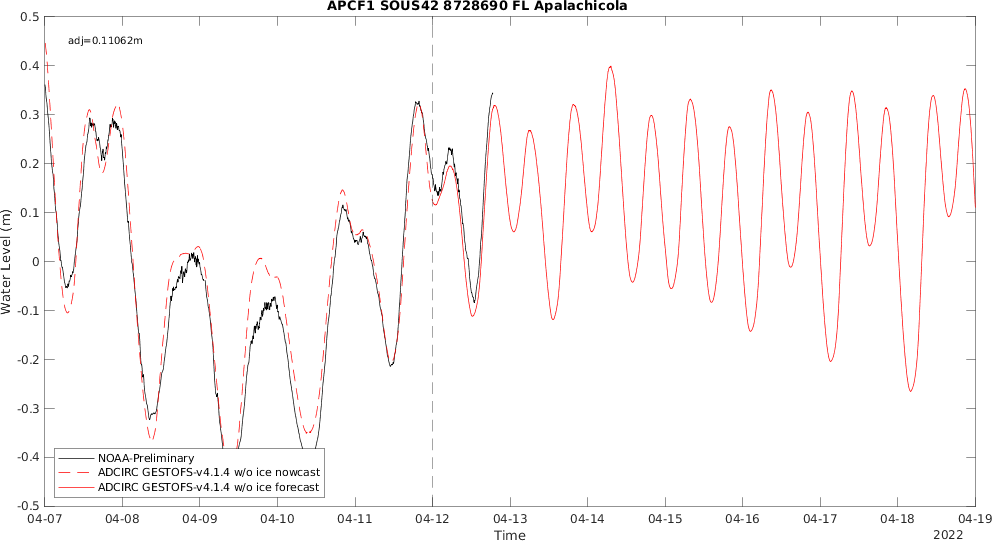 APCF1 SOUS42 8728690 FL Apalachicola
adj=0.11062m
0.5
0.4
0.3
0.2
0.1
0
-0.1
-0.2
-0.3
-0.4
-0.5
Water Level (m)
NOAA-Preliminary
ADCIRC GESTOFS-v4.1.4 w/o ice nowcast
ADCIRC GESTOFS-v4.1.4 w/o ice forecast
04-07 04-08 04-09 04-10 04-11 04-12 04-13 04-14 04-15 04-16 04-17 04-18 04-19
Time
2022